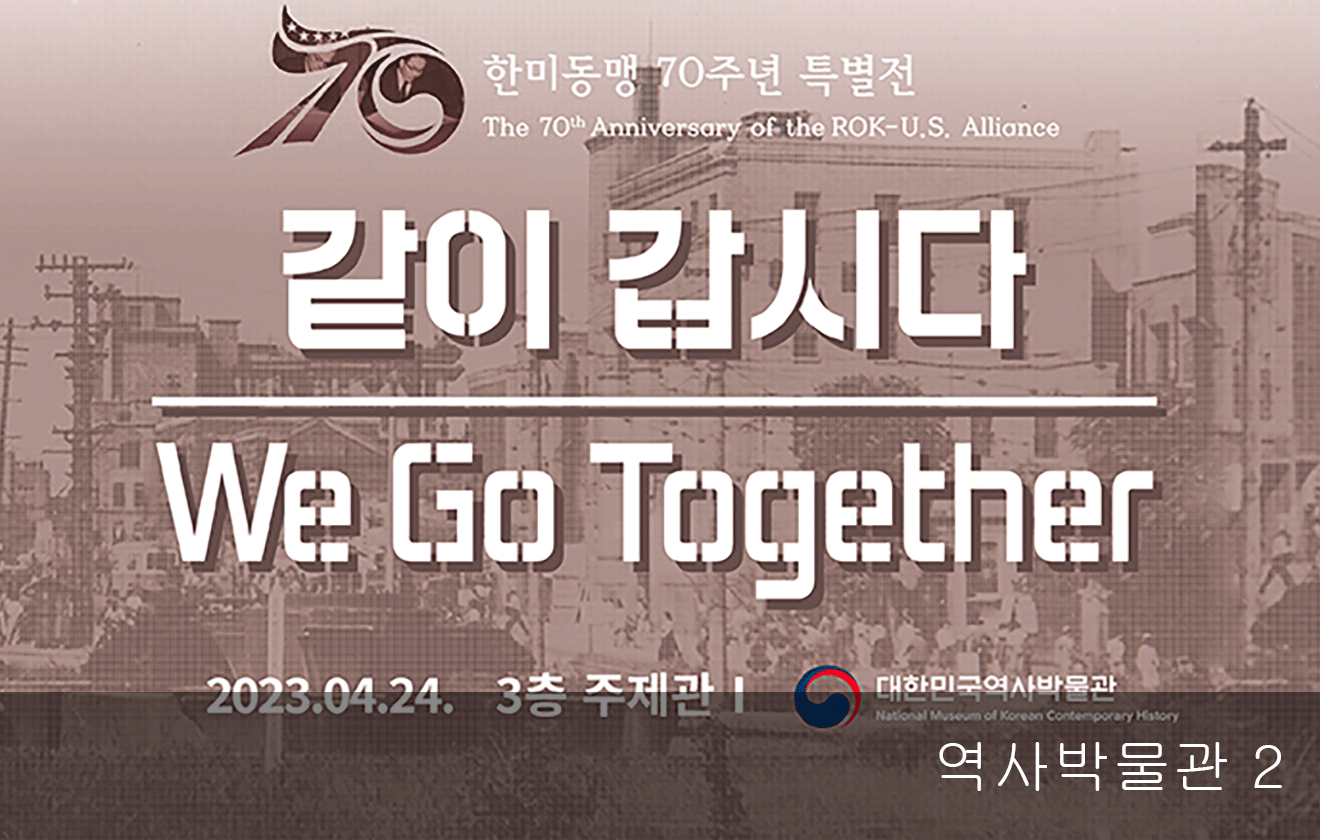 70
한미동맹 70주년 특별전
The 70th Anniversary of the ROK-U.S. Alliance
같이 갑시다
We Go Together
2023.04.24. 3층 주제관 I
대한민국역사박물관
National Museum of Korean Contemporary History
역사박물관 2